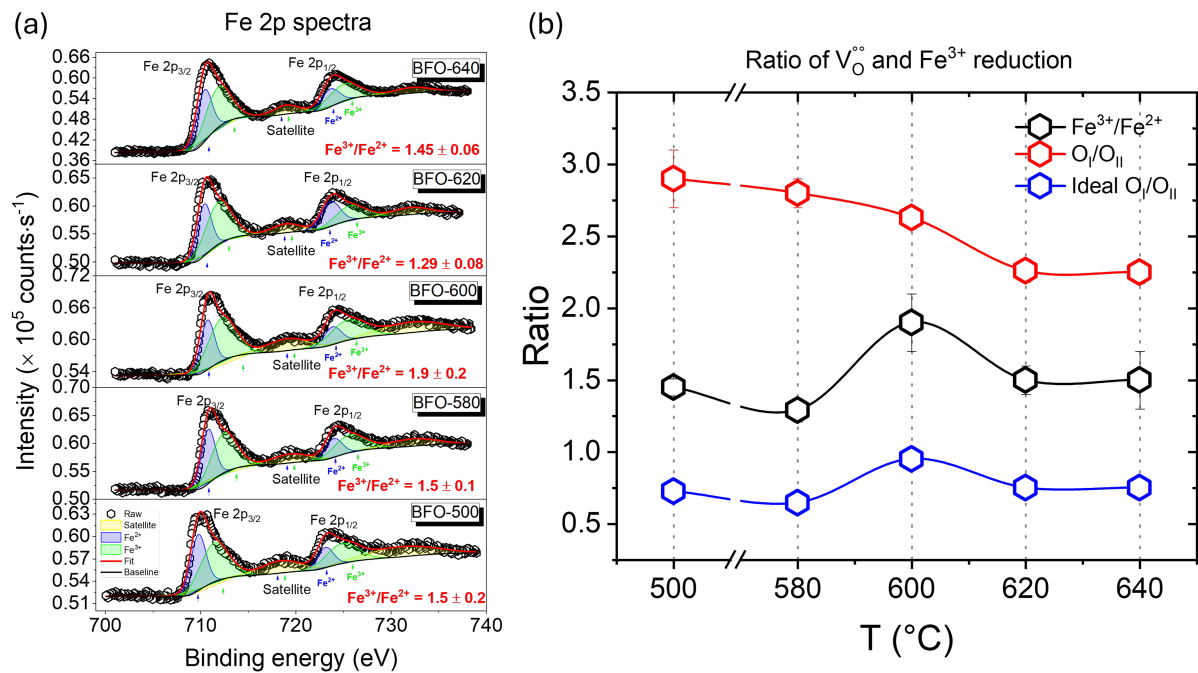 (a)
Fe 2p spectra
Intensity (× 10⁵ counts·s⁻¹)
0.66
0.60
0.54
0.48
0.42
0.36
Fe 2p₃/₂
Fe 2p₁/₂
BFO-640
Satellite
Fe²⁺
Fe³⁺
Fe³⁺/Fe²⁺ = 1.45 ± 0.06
0.65
0.60
0.55
0.50
Fe 2p₃/₂
Fe 2p₁/₂
BFO-620
Satellite
Fe²⁺
Fe³⁺
Fe³⁺/Fe²⁺ = 1.29 ± 0.08
0.72
0.66
0.60
0.54
Fe 2p₃/₂
Fe 2p₁/₂
BFO-600
Satellite
Fe²⁺
Fe³⁺
Fe³⁺/Fe²⁺ = 1.9 ± 0.2
0.70
0.65
0.60
0.55
0.50
Fe 2p₃/₂
Fe 2p₁/₂
BFO-580
Satellite
Fe²⁺
Fe³⁺
Fe³⁺/Fe²⁺ = 1.5 ± 0.1
0.63
0.60
0.57
0.54
0.51
Fe 2p₃/₂
Fe 2p₁/₂
BFO-500
Raw
Satellite
Fe²⁺
Fe³⁺
Fit
Baseline
Satellite
Fe²⁺
Fe³⁺
Fe³⁺/Fe²⁺ = 1.5 ± 0.2
700 710 720 730 740
Binding energy (eV)
(b)
Ratio of V_O^°° and Fe³⁺ reduction
Ratio
3.5
3.0
2.5
2.0
1.5
1.0
0.5
Fe³⁺/Fe²⁺
O_I/O_II
Ideal O_I/O_II
500 580 600 620 640
T (°C)